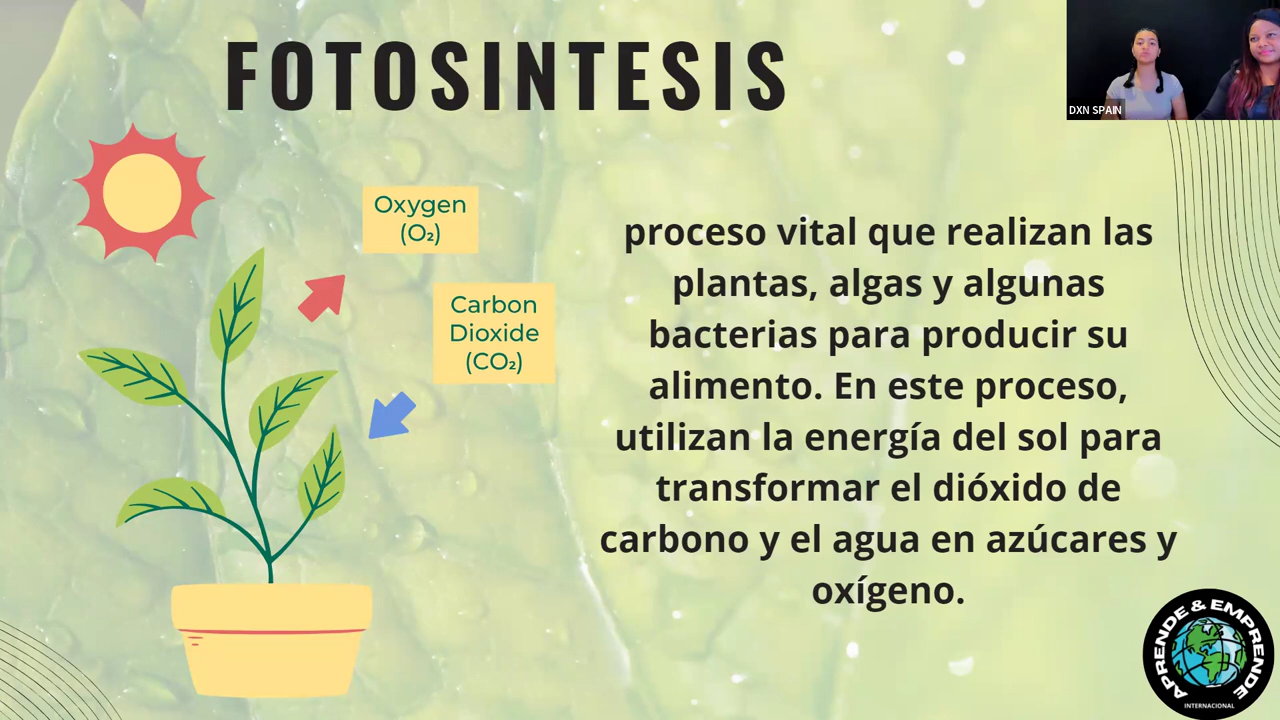 FOTOSINTESIS
DXN SPAIN
Oxygen
(O₂)
Carbon
Dioxide
(CO₂)
proceso vital que realizan las
plantas, algas y algunas
bacterias para producir su
alimento. En este proceso,
utilizan la energía del sol para
transformar el dióxido de
carbono y el agua en azúcares y
oxígeno.
APRENDE & EMPRENDE
INTERNACIONAL